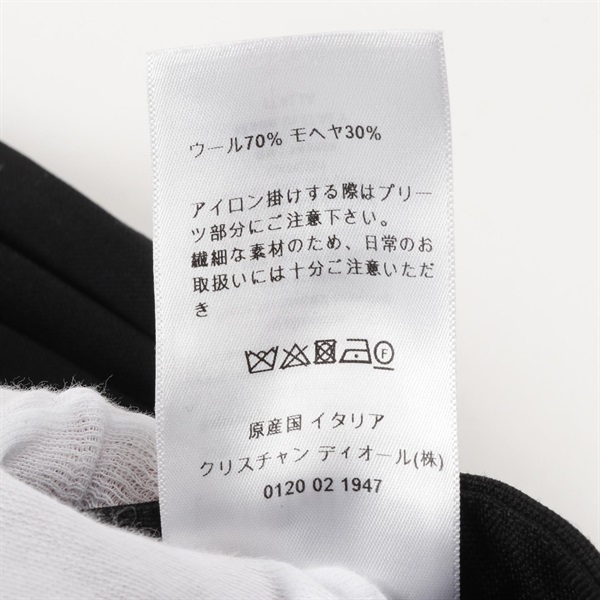 ウール70% モヘヤ30%
アイロン掛けする際はプリー
ツ部分にご注意下さい。
繊細な素材のため、日常のお
取扱いには十分ご注意いただ
き
F
原産国 イタリア
クリスチャン ディオール(株)
0120 02 1947